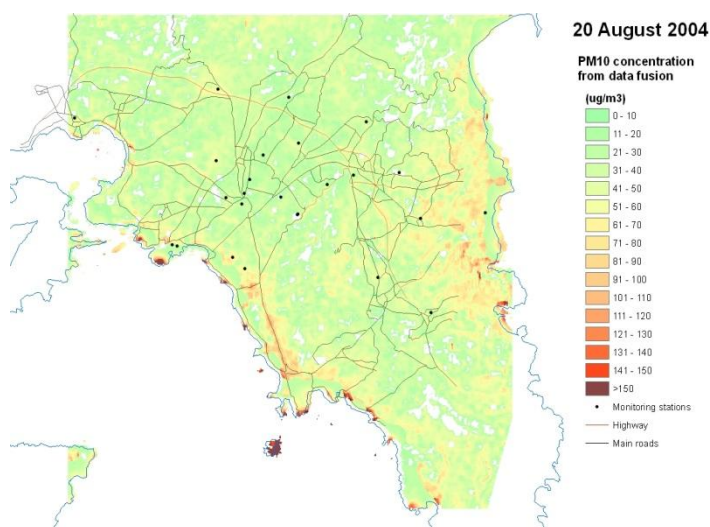 20 August 2004
PM10 concentration
from data fusion
(ug/m3)
0 - 10
11 - 20
21 - 30
31 - 40
41 - 50
51 - 60
61 - 70
71 - 80
81 - 90
91 - 100
101 - 110
111 - 120
121 - 130
131 - 140
141 - 150
>150
Monitoring stations
Highway
Main roads